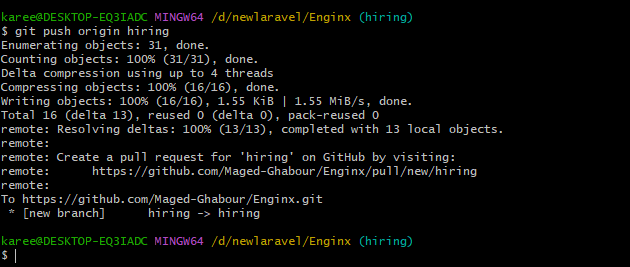 karee@DESKTOP-EQ3IADC MINGW64 /d/newlaravel/Enginx (hiring)
$ git push origin hiring
Enumerating objects: 31, done.
Counting objects: 100% (31/31), done.
Delta compression using up to 4 threads
Compressing objects: 100% (16/16), done.
Writing objects: 100% (16/16), 1.55 KiB | 1.55 MiB/s, done.
Total 16 (delta 13), reused 0 (delta 0), pack-reused 0
remote: Resolving deltas: 100% (13/13), completed with 13 local objects.
remote:
remote: Create a pull request for 'hiring' on GitHub by visiting:
remote:      https://github.com/Maged-Ghabour/Enginx/pull/new/hiring
remote:
To https://github.com/Maged-Ghabour/Enginx.git
 * [new branch]      hiring -> hiring
karee@DESKTOP-EQ3IADC MINGW64 /d/newlaravel/Enginx (hiring)
$